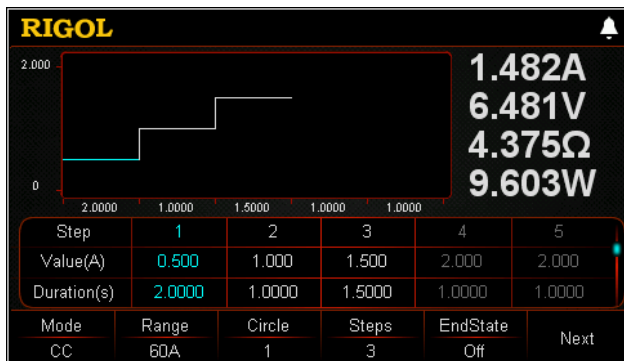 RIGOL
2.000
0
2.0000 1.0000 1.5000 1.0000 1.0000
1.482A
6.481V
4.375Ω
9.603W
Step 1 2 3 4 5
Value(A) 0.500 1.000 1.500 2.000 2.000
Duration(s) 2.0000 1.0000 1.5000 1.0000 1.0000
Mode Range Circle Steps EndState Next
CC 60A 1 3 Off